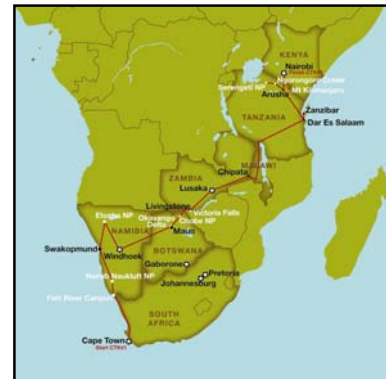 KENYA
Nairobi
Ngorongoro Crater
Serengeti NP
Mt Kilimanjaro
Arusha
Zanzibar
TANZANIA
Dar Es Salaam
MALAWI
Chipata
ZAMBIA
Lusaka
Livingstone
Victoria Falls
Etosha NP
Okovango
Delta
Chobe NP
NAMIBIA
Maun
Swakopmund
Windhoek
BOTSWANA
Gaborone
Pretoria
Namib Naukluft NP
Johannesburg
Fish River Canyon
SOUTH
AFRICA
Cape Town